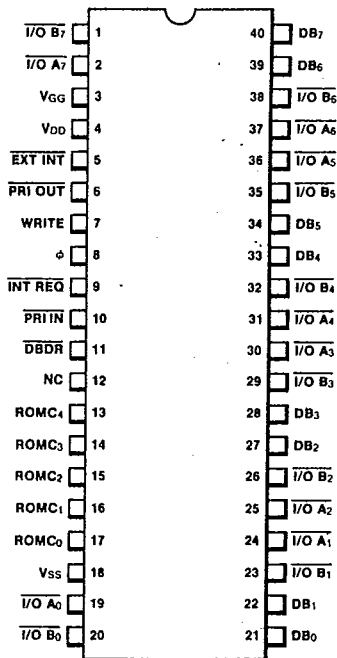 I/O B7 1 40 DB7
I/O A7 2 39 DB6
VGG 3 38 I/O B6
VDD 4 37 I/O A6
EXT INT 5 36 I/O A5
PRI OUT 6 35 I/O B5
WRITE 7 34 DB5
ϕ 8 33 DB4
INT REQ 9 32 I/O B4
PRI IN 10 31 I/O A4
DBDR 11 30 I/O A3
NC 12 29 I/O B3
ROMC4 13 28 DB3
ROMC3 14 27 DB2
ROMC2 15 26 I/O B2
ROMC1 16 25 I/O A2
ROMC0 17 24 I/O A1
VSS 18 23 I/O B1
I/O A0 19 22 DB1
I/O B0 20 21 DB0